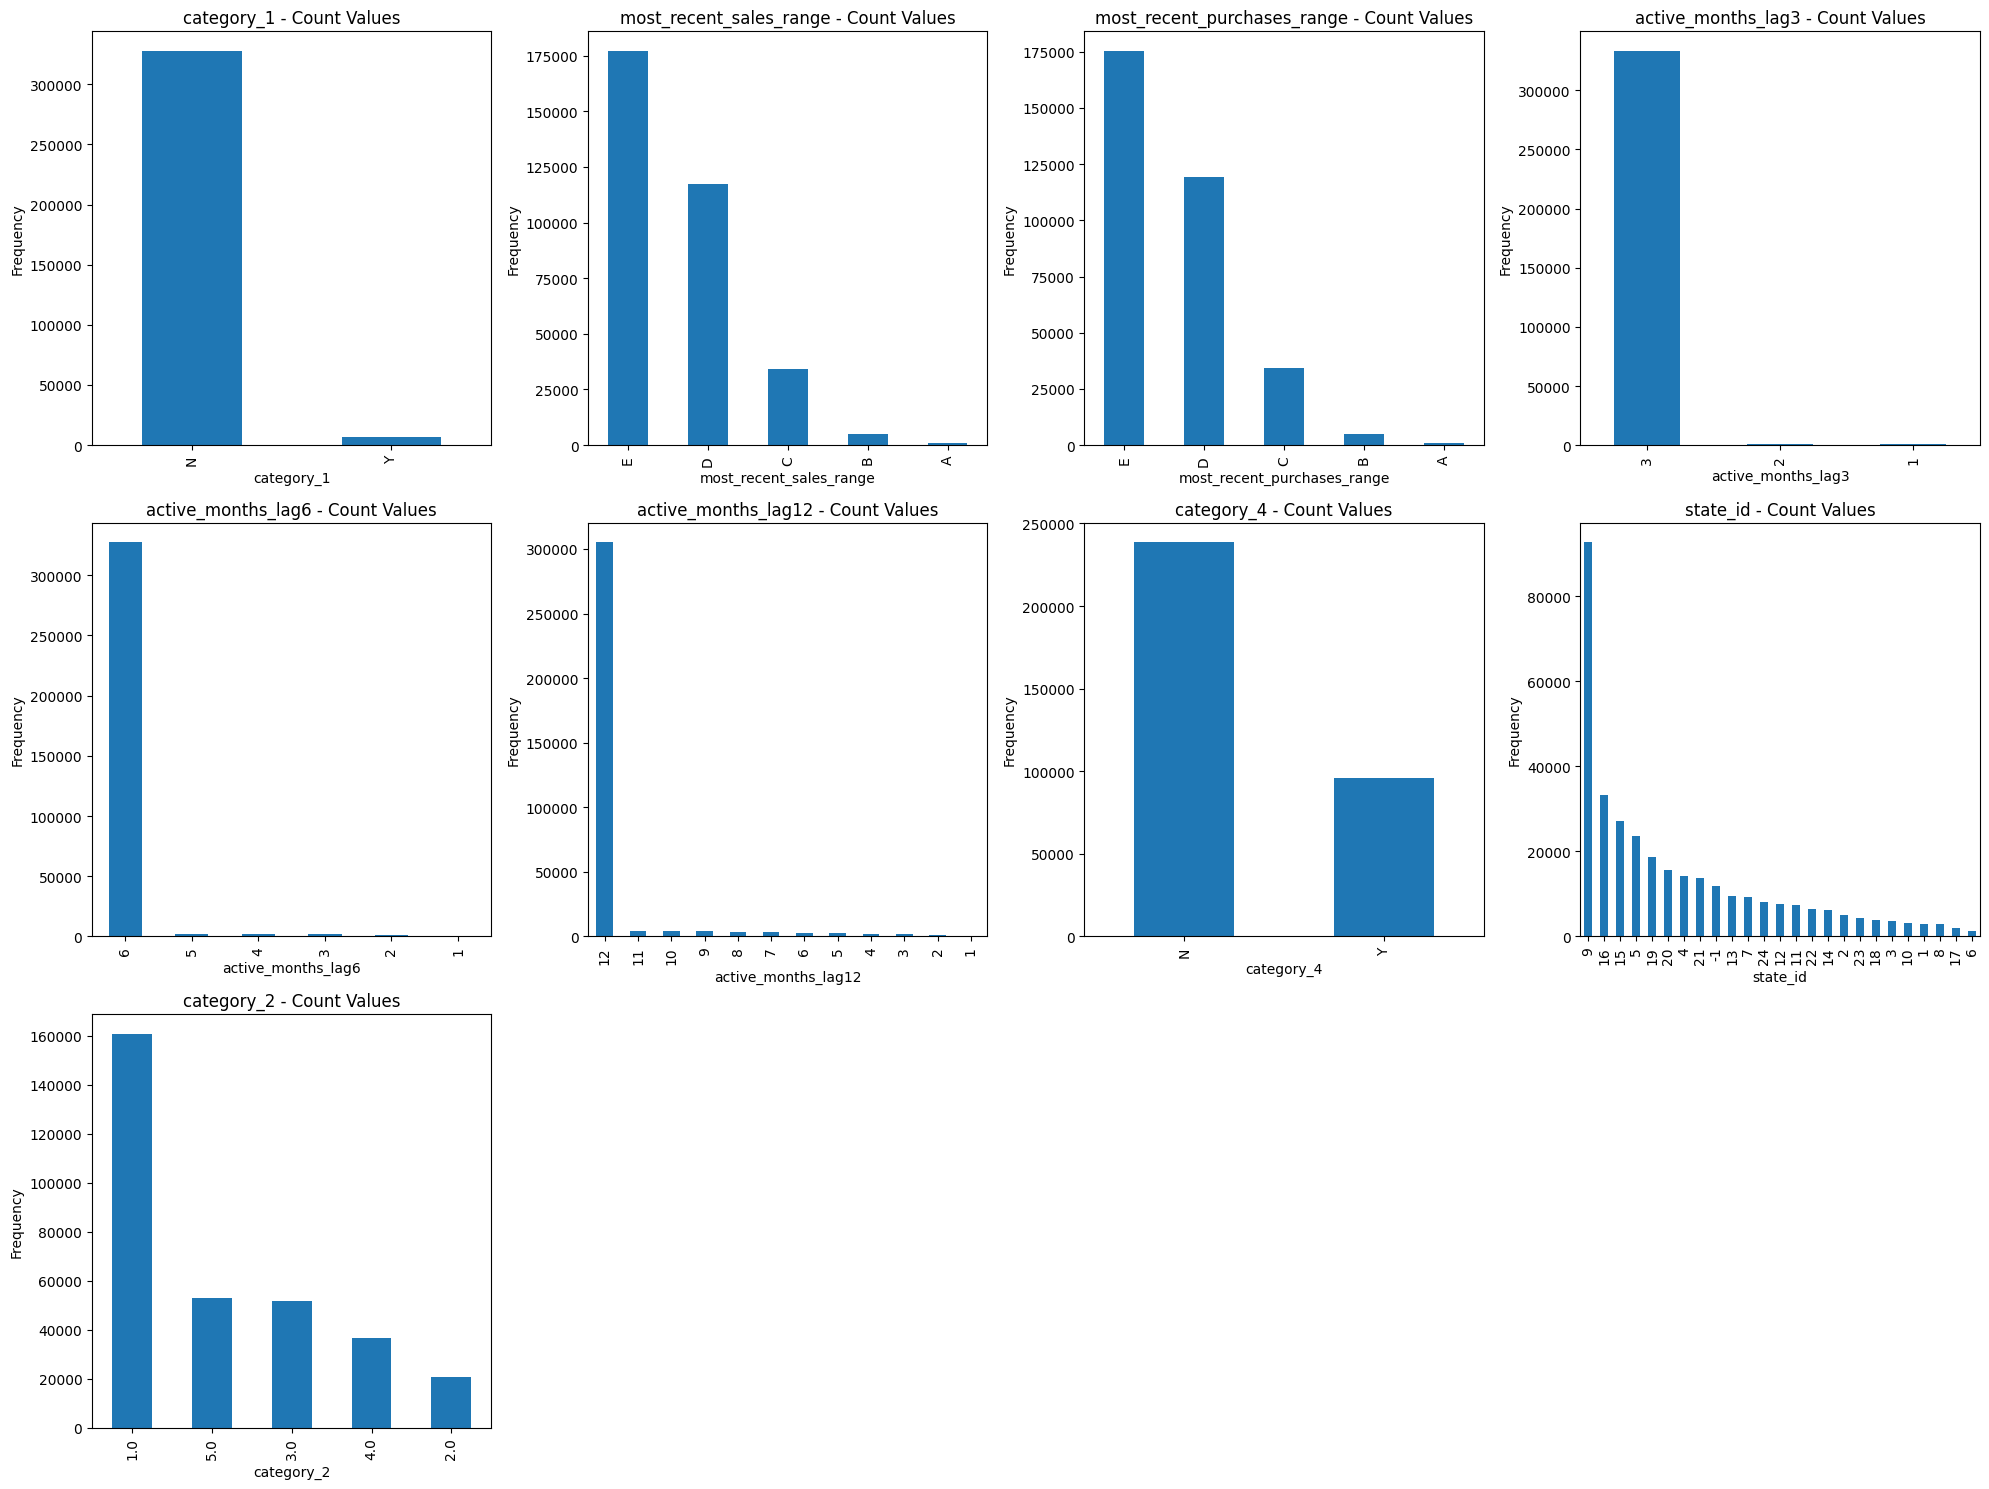 category_1 - Count Values
300000
250000
200000
150000
100000
50000
0
Frequency
N
Y
category_1
most_recent_sales_range - Count Values
175000
150000
125000
100000
75000
50000
25000
0
Frequency
E
D
C
B
A
most_recent_sales_range
most_recent_purchases_range - Count Values
175000
150000
125000
100000
75000
50000
25000
0
Frequency
E
D
C
B
A
most_recent_purchases_range
active_months_lag3 - Count Values
300000
250000
200000
150000
100000
50000
0
Frequency
3
2
1
active_months_lag3
active_months_lag6 - Count Values
300000
250000
200000
150000
100000
50000
0
Frequency
6
5
4
3
2
1
active_months_lag6
active_months_lag12 - Count Values
300000
250000
200000
150000
100000
50000
0
Frequency
12
11
10
9
8
7
6
5
4
3
2
1
active_months_lag12
category_4 - Count Values
250000
200000
150000
100000
50000
0
Frequency
N
Y
category_4
state_id - Count Values
80000
60000
40000
20000
0
Frequency
9
16
15
5
19
20
4
21
-1
13
7
24
12
11
22
14
2
23
18
3
10
1
8
17
6
state_id
category_2 - Count Values
160000
140000
120000
100000
80000
60000
40000
20000
0
Frequency
1.0
5.0
3.0
4.0
2.0
category_2